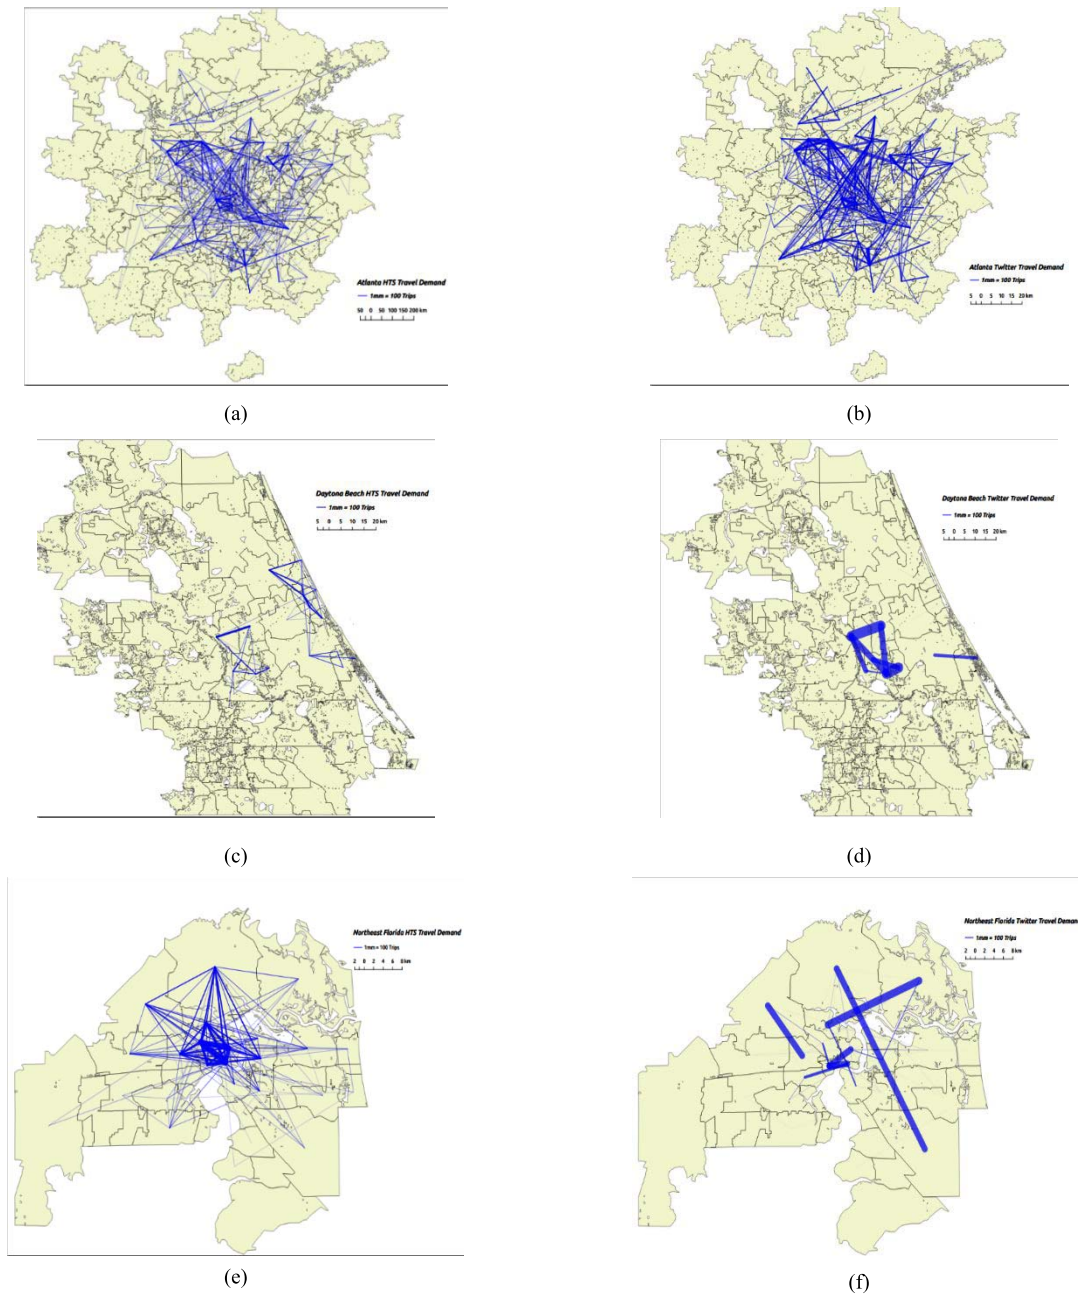 Atlanta HTS Travel Demand
1mm = 100 Trips
50 0 50 100 150 200 km
Atlanta Twitter Travel Demand
1mm = 100 Trips
5 0 5 10 15 20 km
(a)
(b)
Daytona Beach HTS Travel Demand
1mm = 100 Trips
5 0 5 10 15 20 km
Daytona Beach Twitter Travel Demand
1mm = 100 Trips
5 0 5 10 15 20 km
(c)
(d)
Northeest Florida HTS Travel Demand
1mm = 100 Trips
2 0 2 4 6 8 km
Northeest Florida Twitter Travel Deman
1mm = 100 Trips
2 0 2 4 6 8 km
(e)
(f)